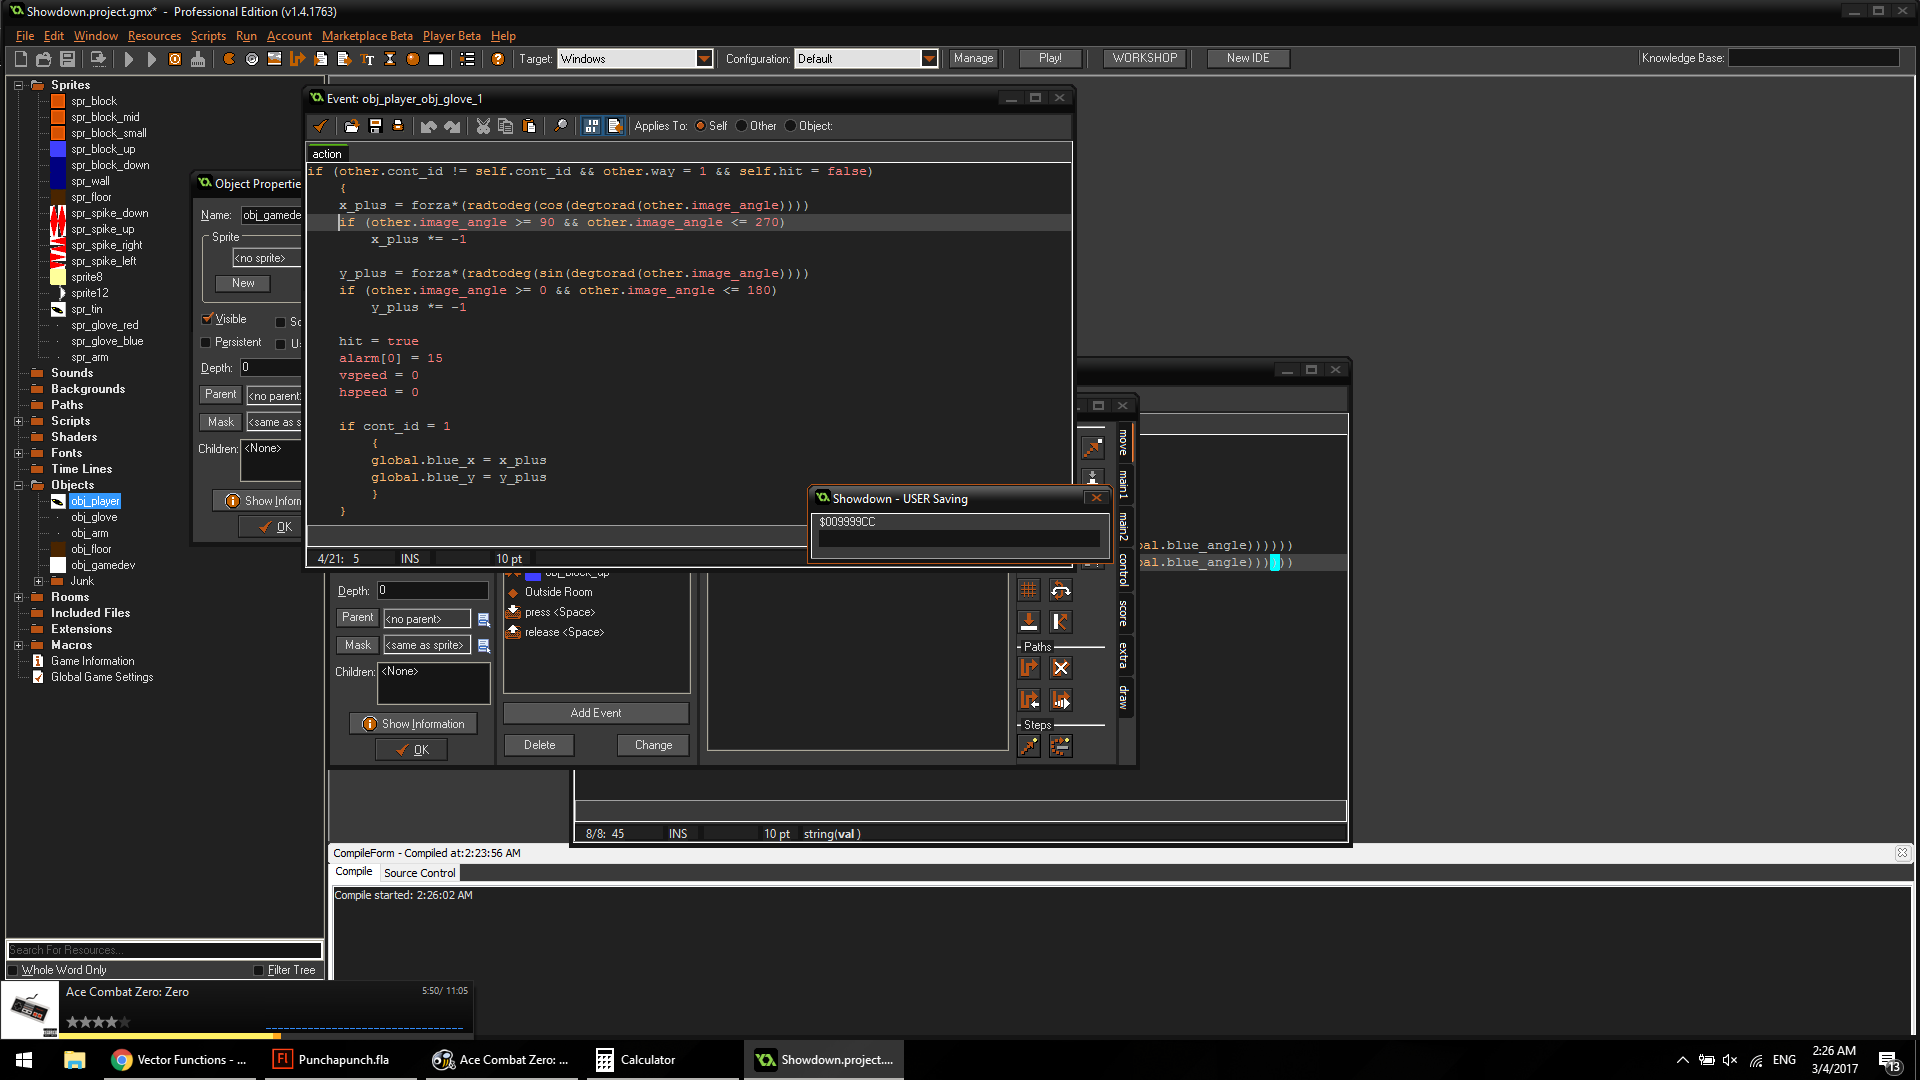 Showdown.project.gmx* - Professional Edition (v1.4.1763)
File Edit Window Resources Scripts Run Account Marketplace Beta Player Beta Help
Target: Windows Configuration: Default Manage Play! WORKSHOP New IDE Knowledge Base:
Sprites
spr_block
spr_block_mid
spr_block_small
spr_block_up
spr_block_down
spr_wall
spr_floor
spr_spike_down
spr_spike_up
spr_spike_right
spr_spike_left
sprite8
sprite12
spr_tin
spr_glove_red
spr_glove_blue
spr_arm
Sounds
Backgrounds
Paths
Scripts
Shaders
Fonts
Time Lines
Objects
obj_player
obj_glove
obj_arm
obj_floor
obj_gamedev
Junk
Rooms
Included Files
Extensions
Macros
Game Information
Global Game Settings
Search For Resources...
Whole Word Only Filter Tree
Object Propertie
Name: obj_gamede
Sprite
<no sprite>
New
Visible
Persistent
Depth: 0
Parent <no parent
Mask <same as s
Children: <None>
Show Inform
OK
Event: obj_player_obj_glove_1
Applies To: Self Other Object:
action
if (other.cont_id != self.cont_id && other.way = 1 && self.hit = false)
{
x_plus = forza*(radtodeg(cos(degtorad(other.image_angle))))
if (other.image_angle >= 90 && other.image_angle <= 270)
x_plus *= -1
y_plus = forza*(radtodeg(sin(degtorad(other.image_angle))))
if (other.image_angle >= 0 && other.image_angle <= 180)
y_plus *= -1
hit = true
alarm[0] = 15
vspeed = 0
hspeed = 0
if cont_id = 1
{
global.blue_x = x_plus
global.blue_y = y_plus
}
}
4/21: 5 INS 10 pt
Showdown - USER Saving
$009999CC
bal.blue_angle))))))
bal.blue_angle))))))
move
main1
main2
control
score
extra
draw
Depth: 0
Parent <no parent>
Mask <same as sprite>
Children: <None>
Show Information
OK
obj_block_up
Outside Room
press <Space>
release <Space>
Add Event
Delete Change
Paths
Steps
8/8: 45 INS 10 pt string(val )
CompileForm - Compiled at:2:23:56 AM
Compile Source Control
Compile started: 2:26:02 AM
Ace Combat Zero: Zero 5:50/ 11:05
Vector Functions - ... Punchapunch.fla Ace Combat Zero: ... Calculator Showdown.project....
ENG 2:26 AM
3/4/2017
13